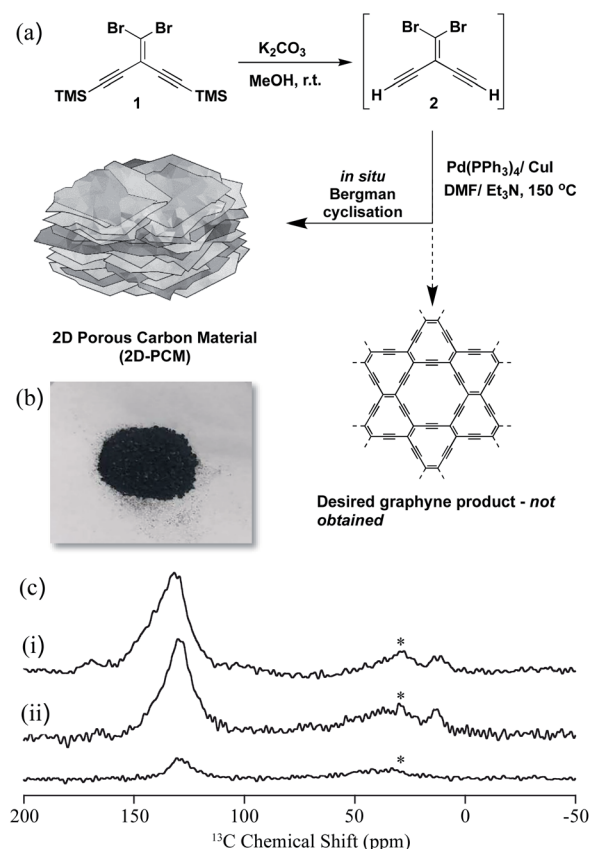 (a)
Br Br
TMS TMS
1
K2CO3
MeOH, r.t.
Br Br
H H
2
in situ
Bergman
cyclisation
Pd(PPh3)4/ CuI
DMF/ Et3N, 150 °C
2D Porous Carbon Material
(2D-PCM)
(b)
Desired graphyne product - not
obtained
(c)
(i)
*
(ii)
*
*
200 150 100 50 0 -50
13C Chemical Shift (ppm)